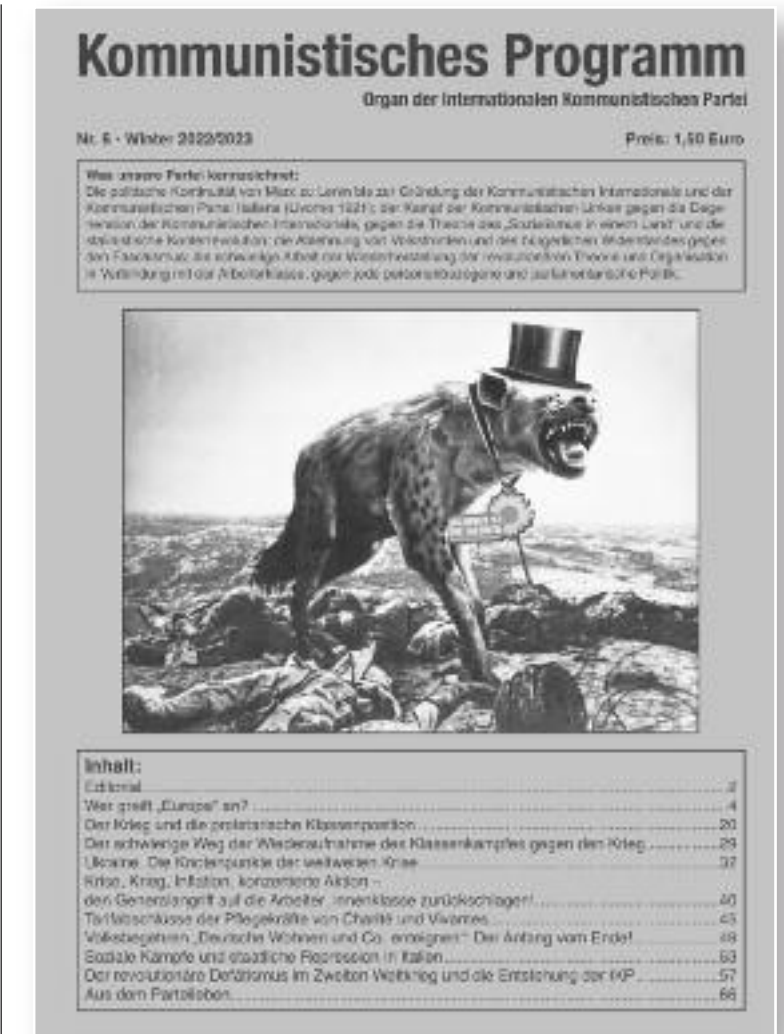 Kommunistisches Programm
Organ der Internationalen Kommunistischen Partei
Nr. 6 - Winter 2022/2023 Preis: 1,50 Euro
Was unsere Partei kennzeichnet:
Die politische Kontinuität von Marx zu Lenin bis zur Gründung der Kommunistischen Internationale und der
Kommunistischen Partei Italiens (Livorno 1921); der Kampf der Kommunistischen Linken gegen die Dege-
neration der Kommunistischen Internationale, gegen die Theorie des „Sozialismus in einem Land“ und die
stalinistische Konterrevolution; die Ablehnung von Volksfronten und des bürgerlichen Widerstandes gegen
den Faschismus; die schwierige Arbeit der Wiederherstellung der revolutionären Theorie und Organisation
in Verbindung mit der Arbeiterklasse, gegen jede personenbezogene und parlamentarische Politik.
Inhalt:
Editorial 2
Wer greift „Europa“ an? 4
Der Krieg und die proletarische Klassenposition 20
Der schwierige Weg der Wiederaufnahme des Klassenkampfes gegen den Krieg 29
Ukraine. Die Knotenpunkte der weltweiten Krise
Krise, Krieg, Inflation, konzertierte Aktion –
den Generalangriff auf die Arbeiter_innenklasse zurückschlagen! 40
Tarifabschlüsse der Pflegekräfte von Charité und Vivantes
Volksbegehren „Deutsche Wohnen und Co. enteignen“: Der Anfang vom Ende!
Soziale Kämpfe und staatliche Repression in Italien
Der revolutionäre Defätismus im Zweiten Weltkrieg und die Entstehung der IKP 57
Aus dem Parteileben